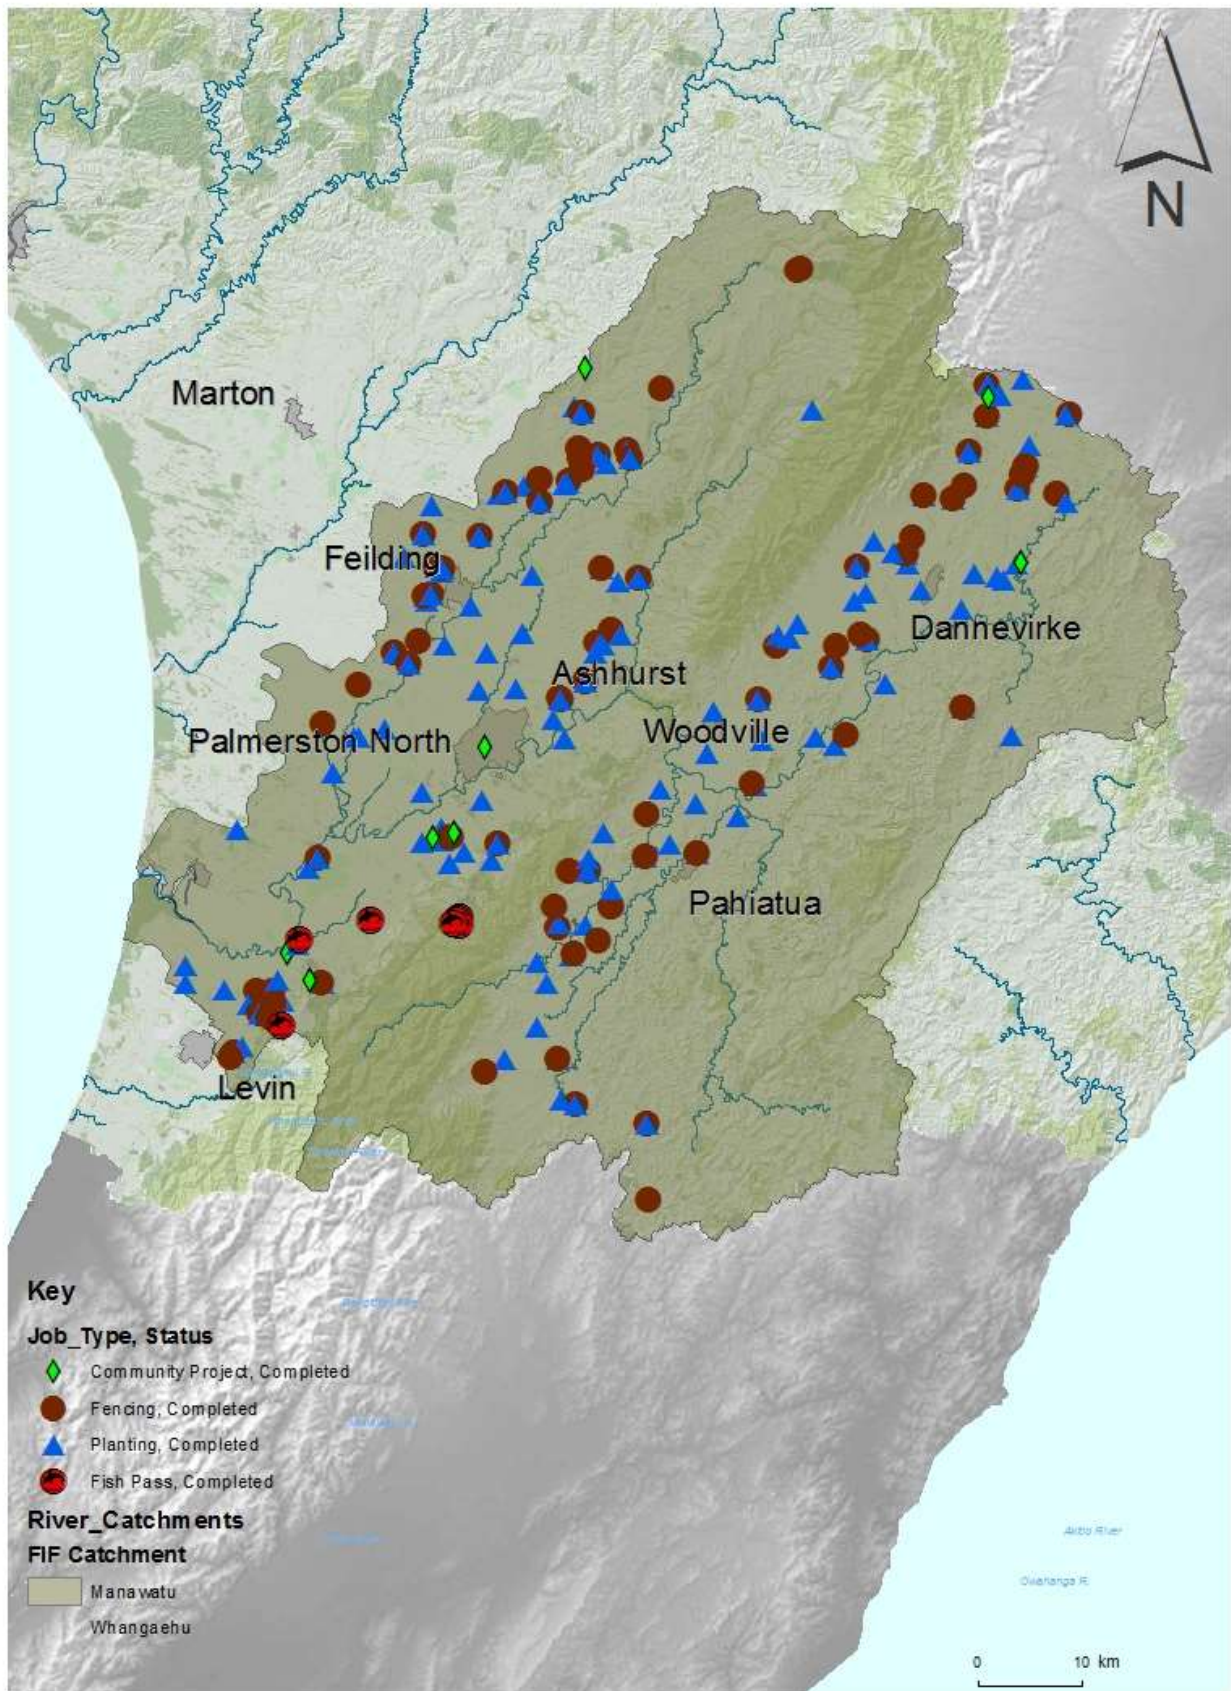 N
Marton
Feilding
Dannevirke
Ashhurst
Woodville
Palmerston North
Pahiatua
Levin
Key
Job_Type, Status
Community Project, Completed
Fencing, Completed
Planting, Completed
Fish Pass, Completed
River_Catchments
FIF Catchment
Manawatu
Whangaehu
Akitio River
Owahanga R.
0 10 km